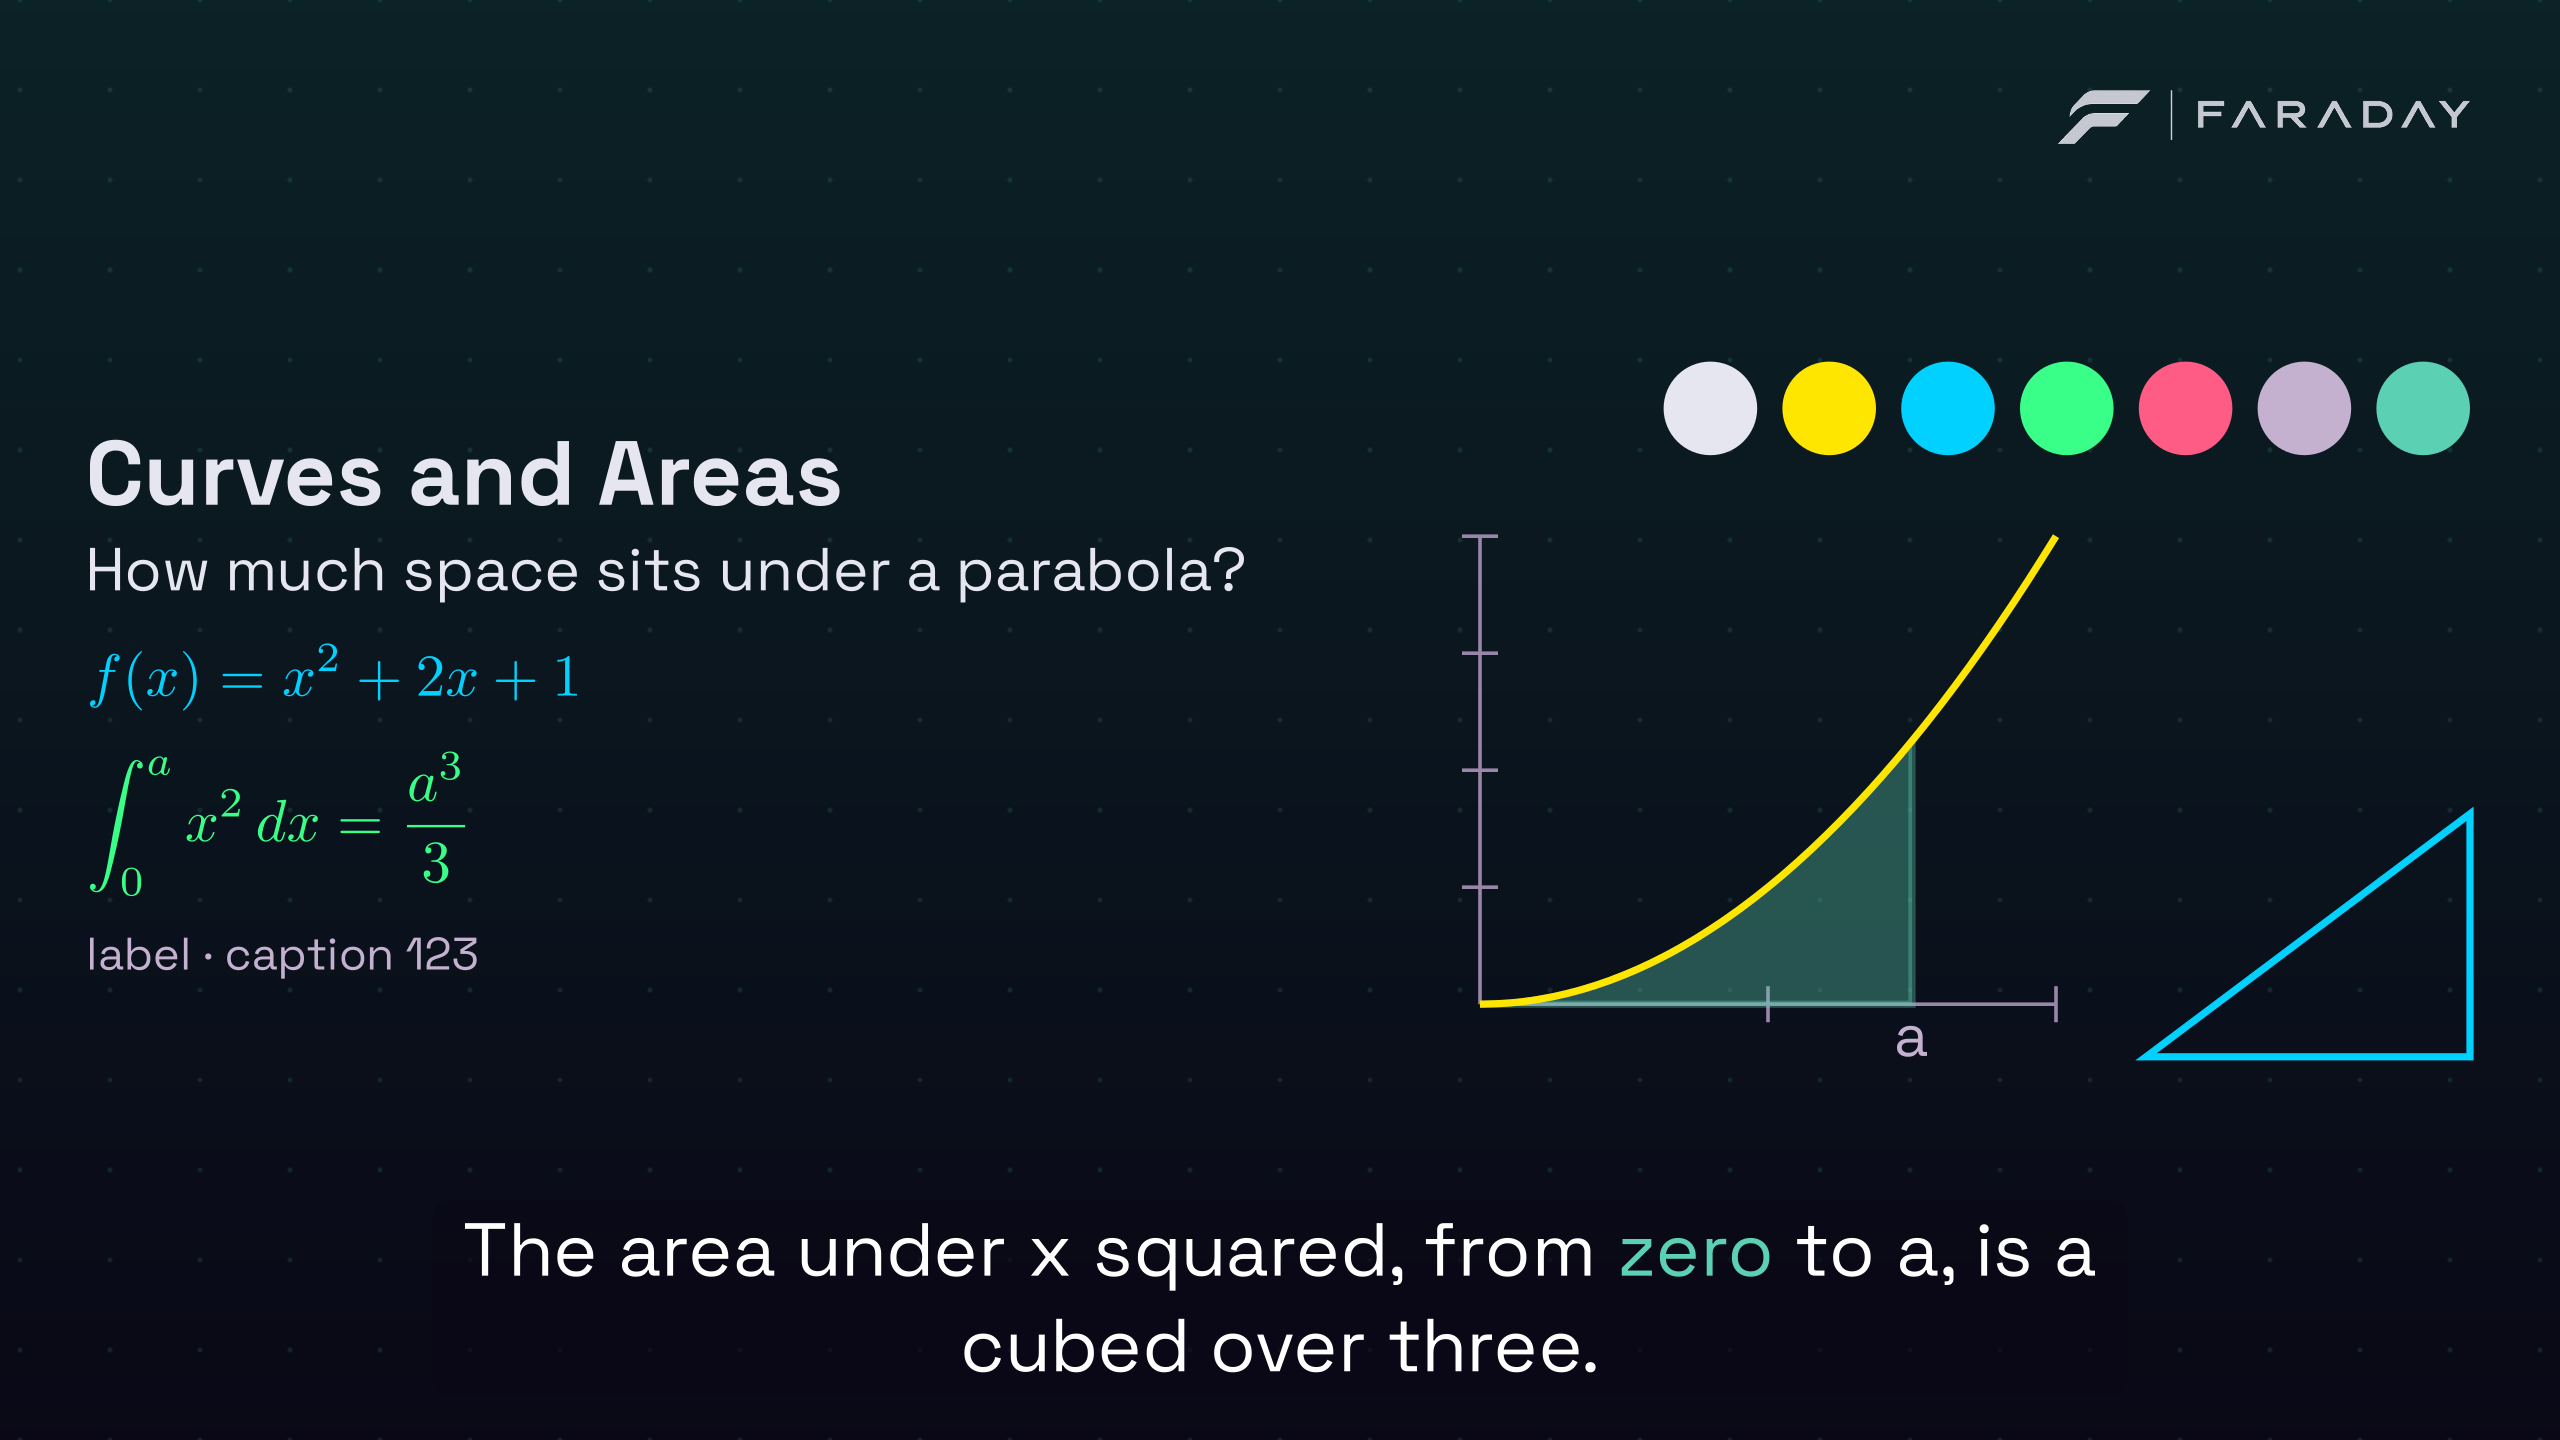 FARADAY
Curves and Areas
How much space sits under a parabola?
f(x) = x² + 2x + 1
∫₀ᵃ x² dx = a³/3
label · caption 123
a
The area under x squared, from zero to a, is a
cubed over three.